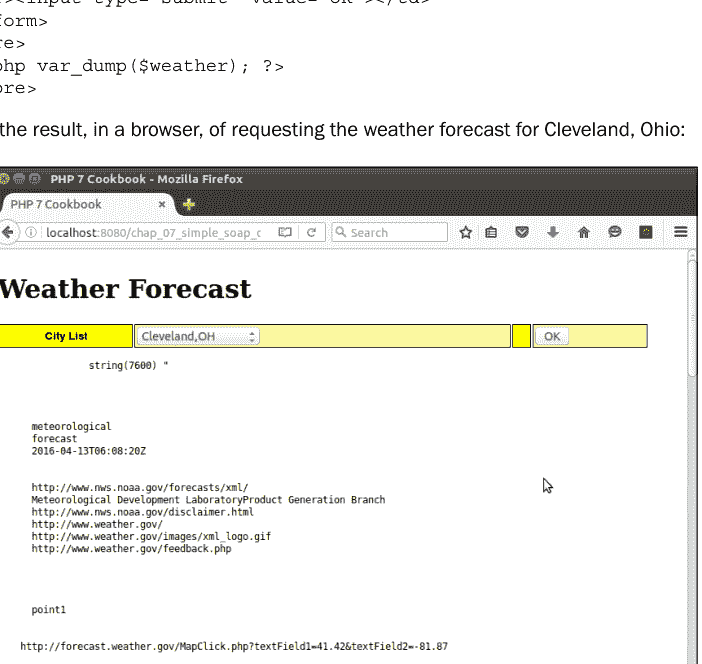 ><input type="submit" value="OK"></td>
form>
re>
php var_dump($weather); ?>
ore>
the result, in a browser, of requesting the weather forecast for Cleveland, Ohio:
PHP 7 Cookbook - Mozilla Firefox
PHP 7 Cookbook
localhost:8080/chap_07_simple_soap_c
Search
Weather Forecast
City List Cleveland,OH OK
string(7600) "
meteorological
forecast
2016-04-13T06:08:20Z
http://www.nws.noaa.gov/forecasts/xml/
Meteorological Development LaboratoryProduct Generation Branch
http://www.nws.noaa.gov/disclaimer.html
http://www.weather.gov/
http://www.weather.gov/images/xml_logo.gif
http://www.weather.gov/feedback.php
point1
http://forecast.weather.gov/MapClick.php?textField1=41.42&textField2=-81.87